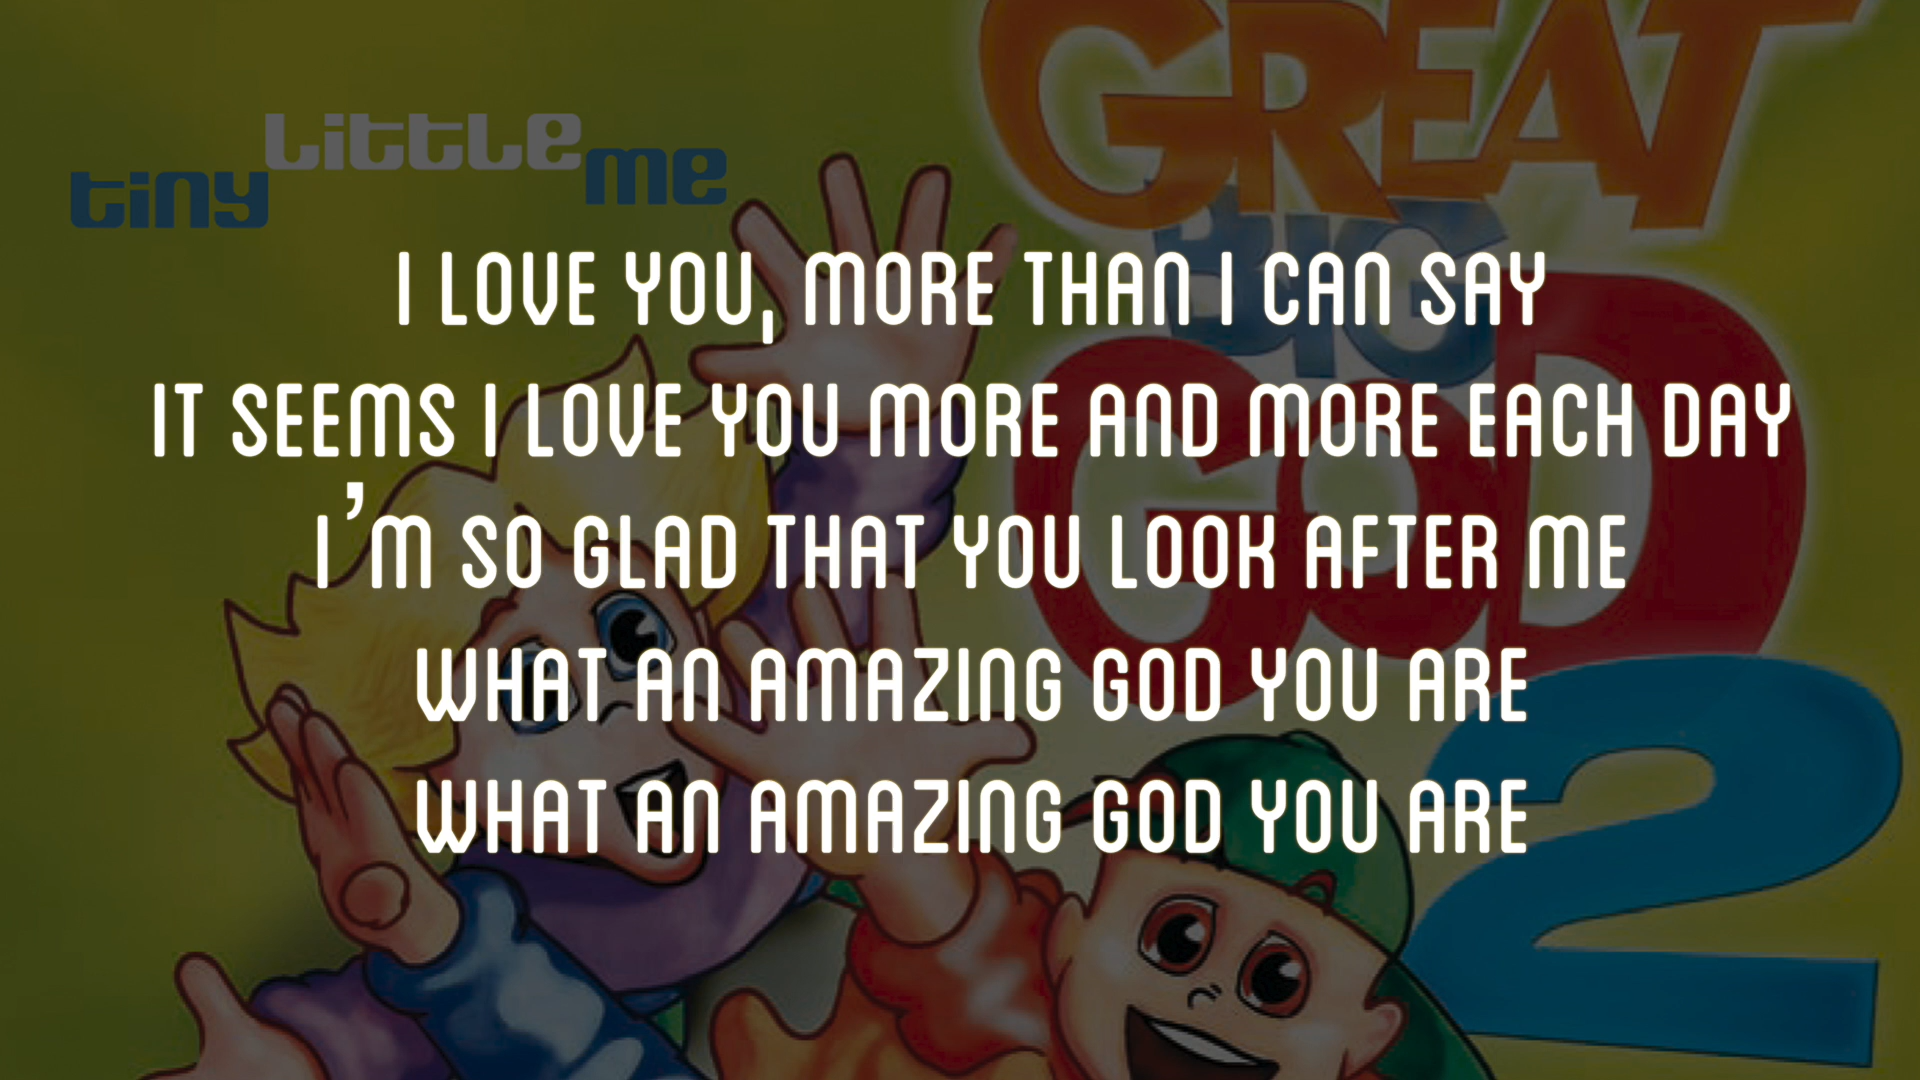 tiny Little me
GREAT
BIG
GOD
2
I LOVE YOU, MORE THAN I CAN SAY
IT SEEMS I LOVE YOU MORE AND MORE EACH DAY
I'M SO GLAD THAT YOU LOOK AFTER ME
WHAT AN AMAZING GOD YOU ARE
WHAT AN AMAZING GOD YOU ARE